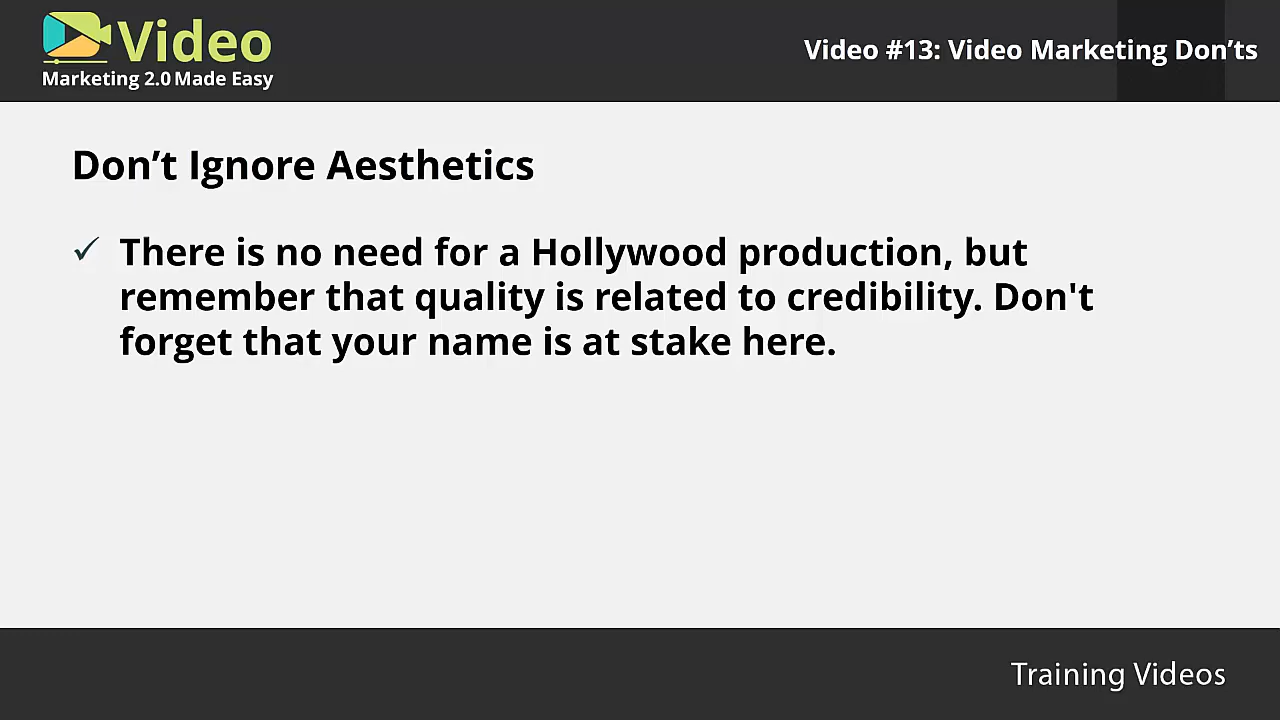 Video
Marketing 2.0 Made Easy
Video #13: Video Marketing Don’ts
Don’t Ignore Aesthetics
✓ There is no need for a Hollywood production, but
remember that quality is related to credibility. Don't
forget that your name is at stake here.
Training Videos